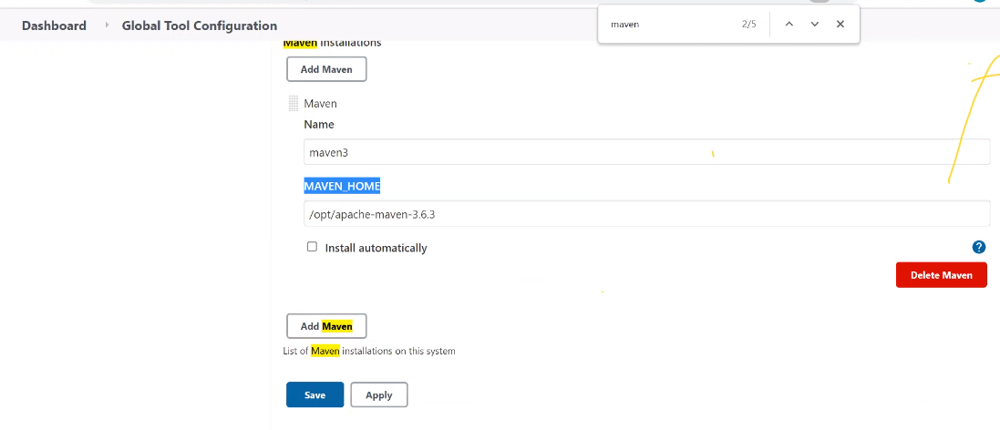 maven 2/5
Dashboard Global Tool Configuration
Maven installations
Add Maven
Maven
Name
maven3
MAVEN_HOME
/opt/apache-maven-3.6.3
Install automatically
?
Delete Maven
Add Maven
List of Maven installations on this system
Save Apply